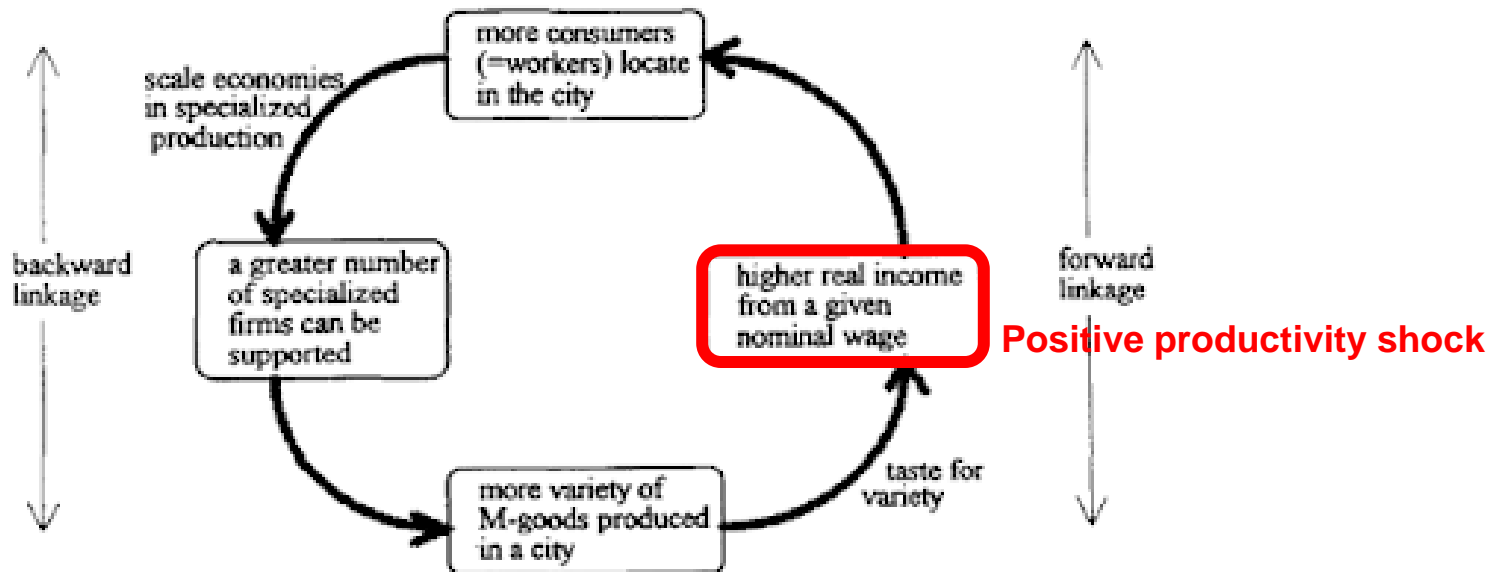 more consumers
(=workers) locate
in the city
scale economies
in specialized
production
backward
linkage
a greater number
of specialized
firms can be
supported
higher real income
from a given
nominal wage
Positive productivity shock
forward
linkage
taste for
variety
more variety of
M-goods produced
in a city